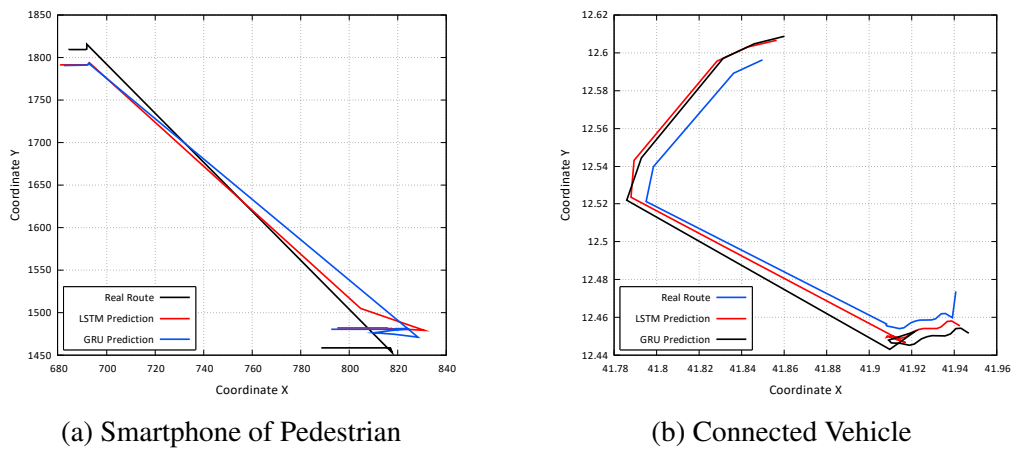 1850
1800
1750
1700
1650
1600
1550
1500
1450
680 700 720 740 760 780 800 820 840
Coordinate Y
Coordinate X
Real Route
LSTM Prediction
GRU Prediction
(a) Smartphone of Pedestrian
12.62
12.6
12.58
12.56
12.54
12.52
12.5
12.48
12.46
12.44
41.78 41.8 41.82 41.84 41.86 41.88 41.9 41.92 41.94 41.96
Coordinate Y
Coordinate X
Real Route
LSTM Prediction
GRU Prediction
(b) Connected Vehicle